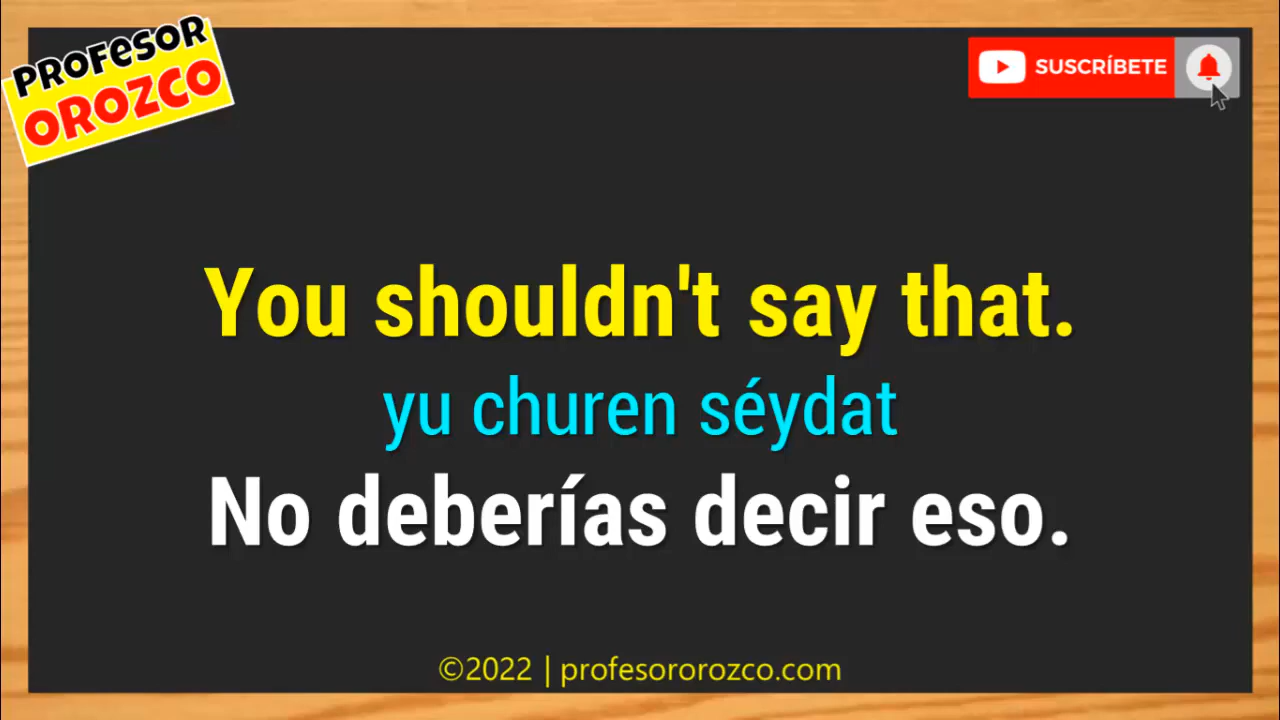 PROFESOR
OROZCO
SUSCRÍBETE
You shouldn't say that.
yu churen séydat
No deberías decir eso.
©2022 | profesororozco.com